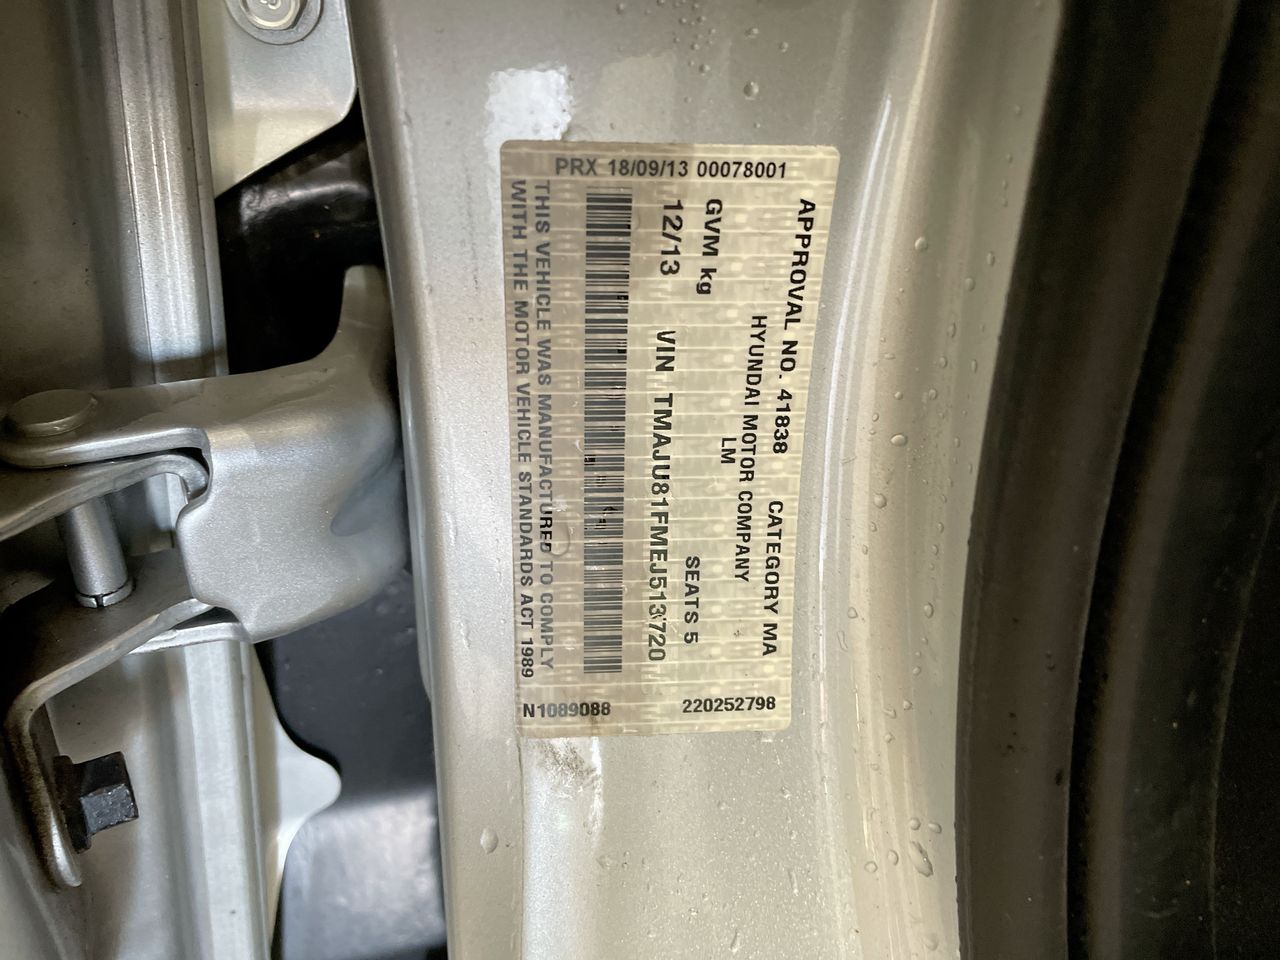 PRX 18/09/13 00078001
APPROVAL NO. 41838 CATEGORY MA
HYUNDAI MOTOR COMPANY
LM
GVM kg SEATS 5
12/13 VIN TMAJU81FMEJ513720
THIS VEHICLE WAS MANUFACTURED TO COMPLY
WITH THE MOTOR VEHICLE STANDARDS ACT 1989
N1089088 220252798